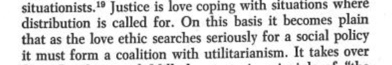 situationists.¹⁹ Justice is love coping with situations where
distribution is called for. On this basis it becomes plain
that as the love ethic searches seriously for a social policy
it must form a coalition with utilitarianism. It takes over